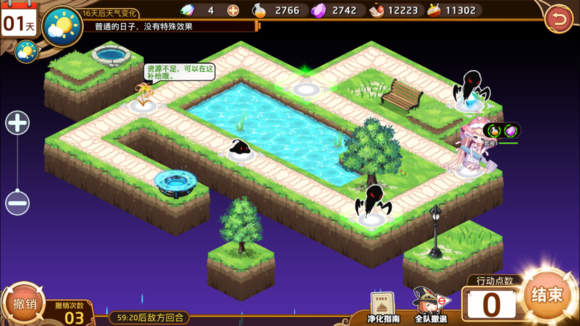 01天
16天后天气变化
普通的日子，没有特殊效果
4
2766
2742
12223
11302
资源不足，可以在这
补给哦。
撤销
撤销次数
03
59:20后敌方回合
净化指南
全队撤退
行动点数
0
结束